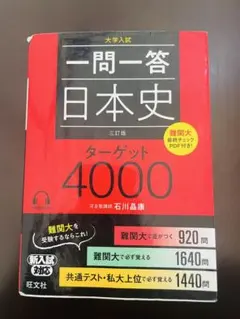 大学入試
一問一答
日本史
三訂版
ターゲット
4000
難関大
最終チェック
PDF付き!
河合塾講師 石川晶康
難関大を
受験するならこれ!
難関大で差がつく 920問
難関大で必ず覚える 1640問
共通テスト・私大上位で必ず覚える 1440問
新入試
対応
旺文社